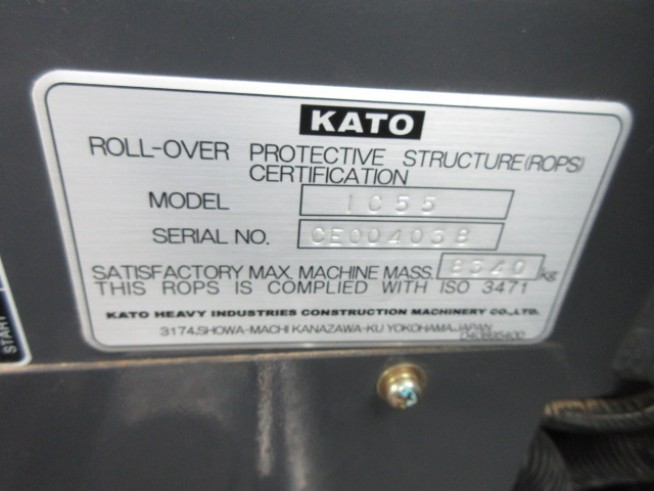 KATO
ROLL-OVER PROTECTIVE STRUCTURE(ROPS)
CERTIFICATION
MODEL IC55
SERIAL NO. CE00403B
SATISFACTORY MAX. MACHINE MASS. 8340 kg
THIS ROPS IS COMPLIED WITH ISO 3471
KATO HEAVY INDUSTRIES CONSTRUCTION MACHINERY CO.,LTD.
3174,SHOWA-MACHI KANAZAWA-KU YOKOHAMA-JAPAN
START